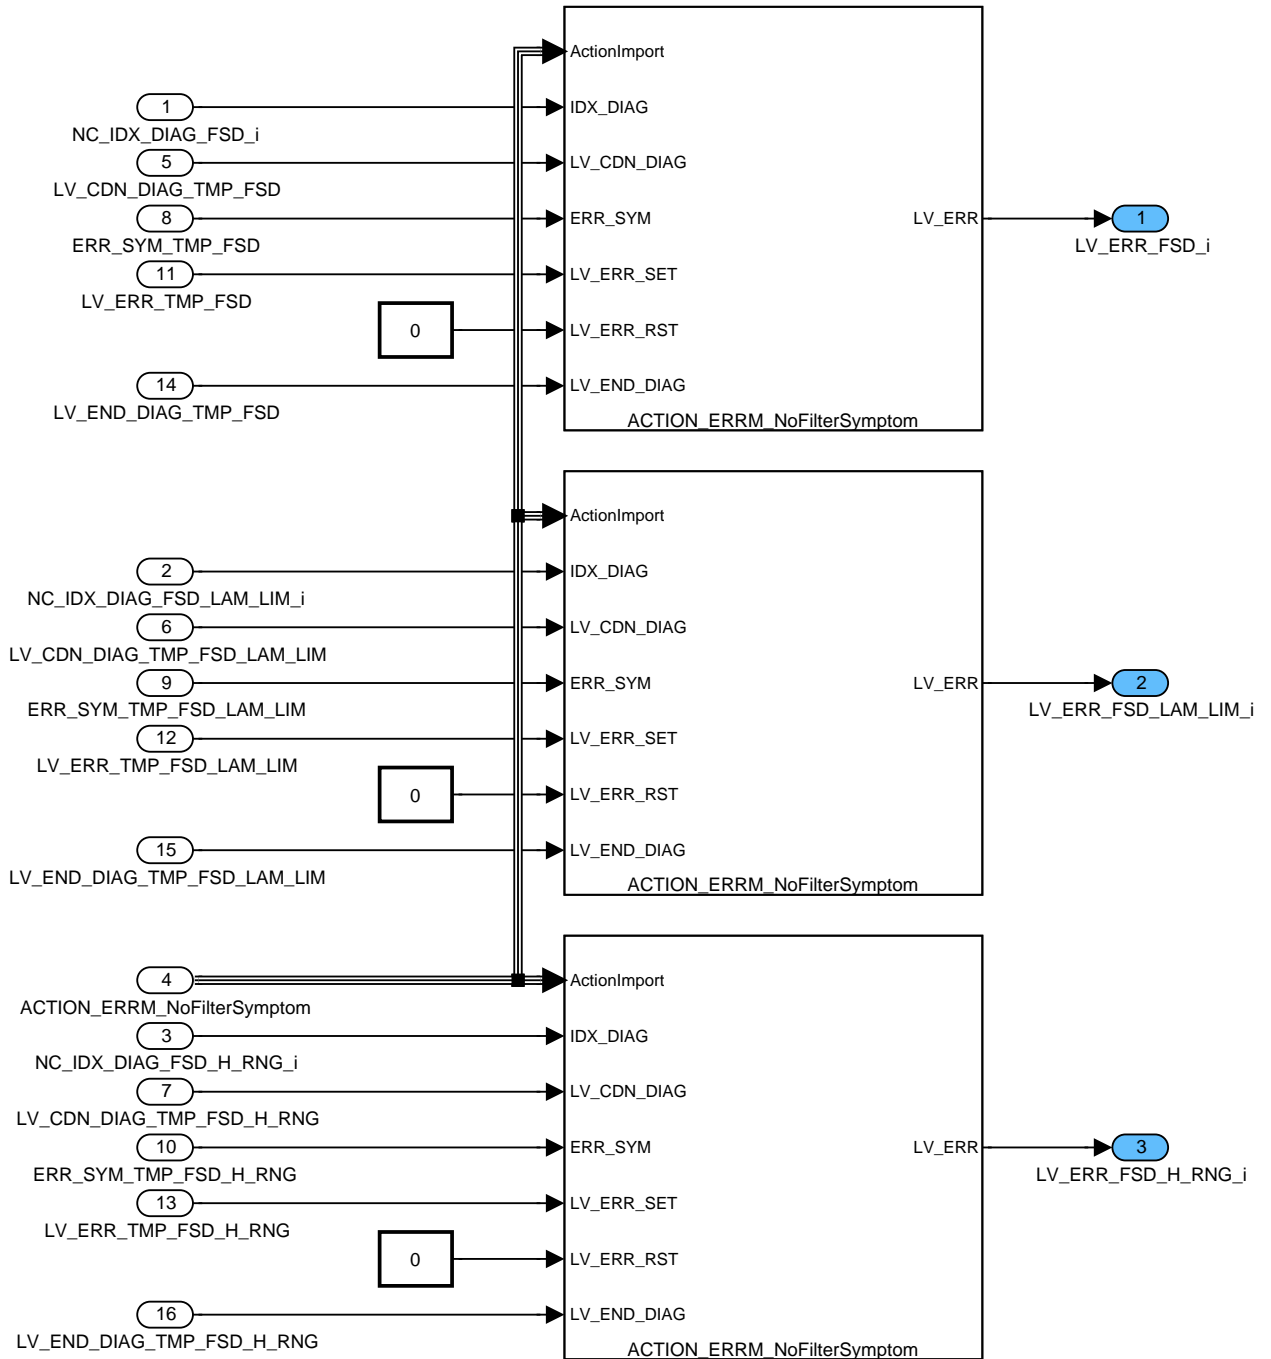 ActionImport
1
IDX_DIAG
NC_IDX_DIAG_FSD_i
5
LV_CDN_DIAG
LV_CDN_DIAG_TMP_FSD
8
ERR_SYM
LV_ERR
1
ERR_SYM_TMP_FSD
LV_ERR_FSD_i
11
LV_ERR_SET
LV_ERR_TMP_FSD
0
LV_ERR_RST
14
LV_END_DIAG
LV_END_DIAG_TMP_FSD
ACTION_ERRM_NoFilterSymptom
ActionImport
2
IDX_DIAG
NC_IDX_DIAG_FSD_LAM_LIM_i
6
LV_CDN_DIAG
LV_CDN_DIAG_TMP_FSD_LAM_LIM
9
ERR_SYM
LV_ERR
2
ERR_SYM_TMP_FSD_LAM_LIM
LV_ERR_FSD_LAM_LIM_i
12
LV_ERR_SET
LV_ERR_TMP_FSD_LAM_LIM
0
LV_ERR_RST
15
LV_END_DIAG
LV_END_DIAG_TMP_FSD_LAM_LIM
ACTION_ERRM_NoFilterSymptom
4
ActionImport
ACTION_ERRM_NoFilterSymptom
3
IDX_DIAG
NC_IDX_DIAG_FSD_H_RNG_i
7
LV_CDN_DIAG
LV_CDN_DIAG_TMP_FSD_H_RNG
10
ERR_SYM
LV_ERR
3
ERR_SYM_TMP_FSD_H_RNG
LV_ERR_FSD_H_RNG_i
13
LV_ERR_SET
LV_ERR_TMP_FSD_H_RNG
0
LV_ERR_RST
16
LV_END_DIAG
LV_END_DIAG_TMP_FSD_H_RNG
ACTION_ERRM_NoFilterSymptom